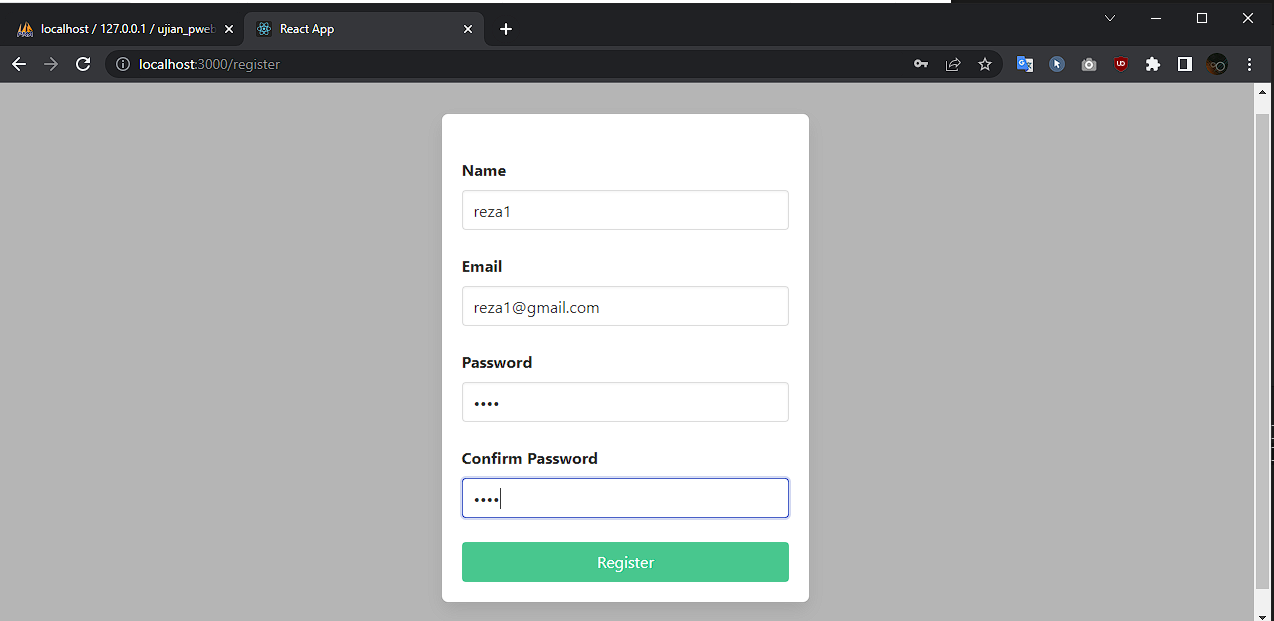 localhost / 127.0.0.1 / ujian_pweb
React App
localhost:3000/register
Name
reza1
Email
reza1@gmail.com
Password
••••
Confirm Password
••••
Register